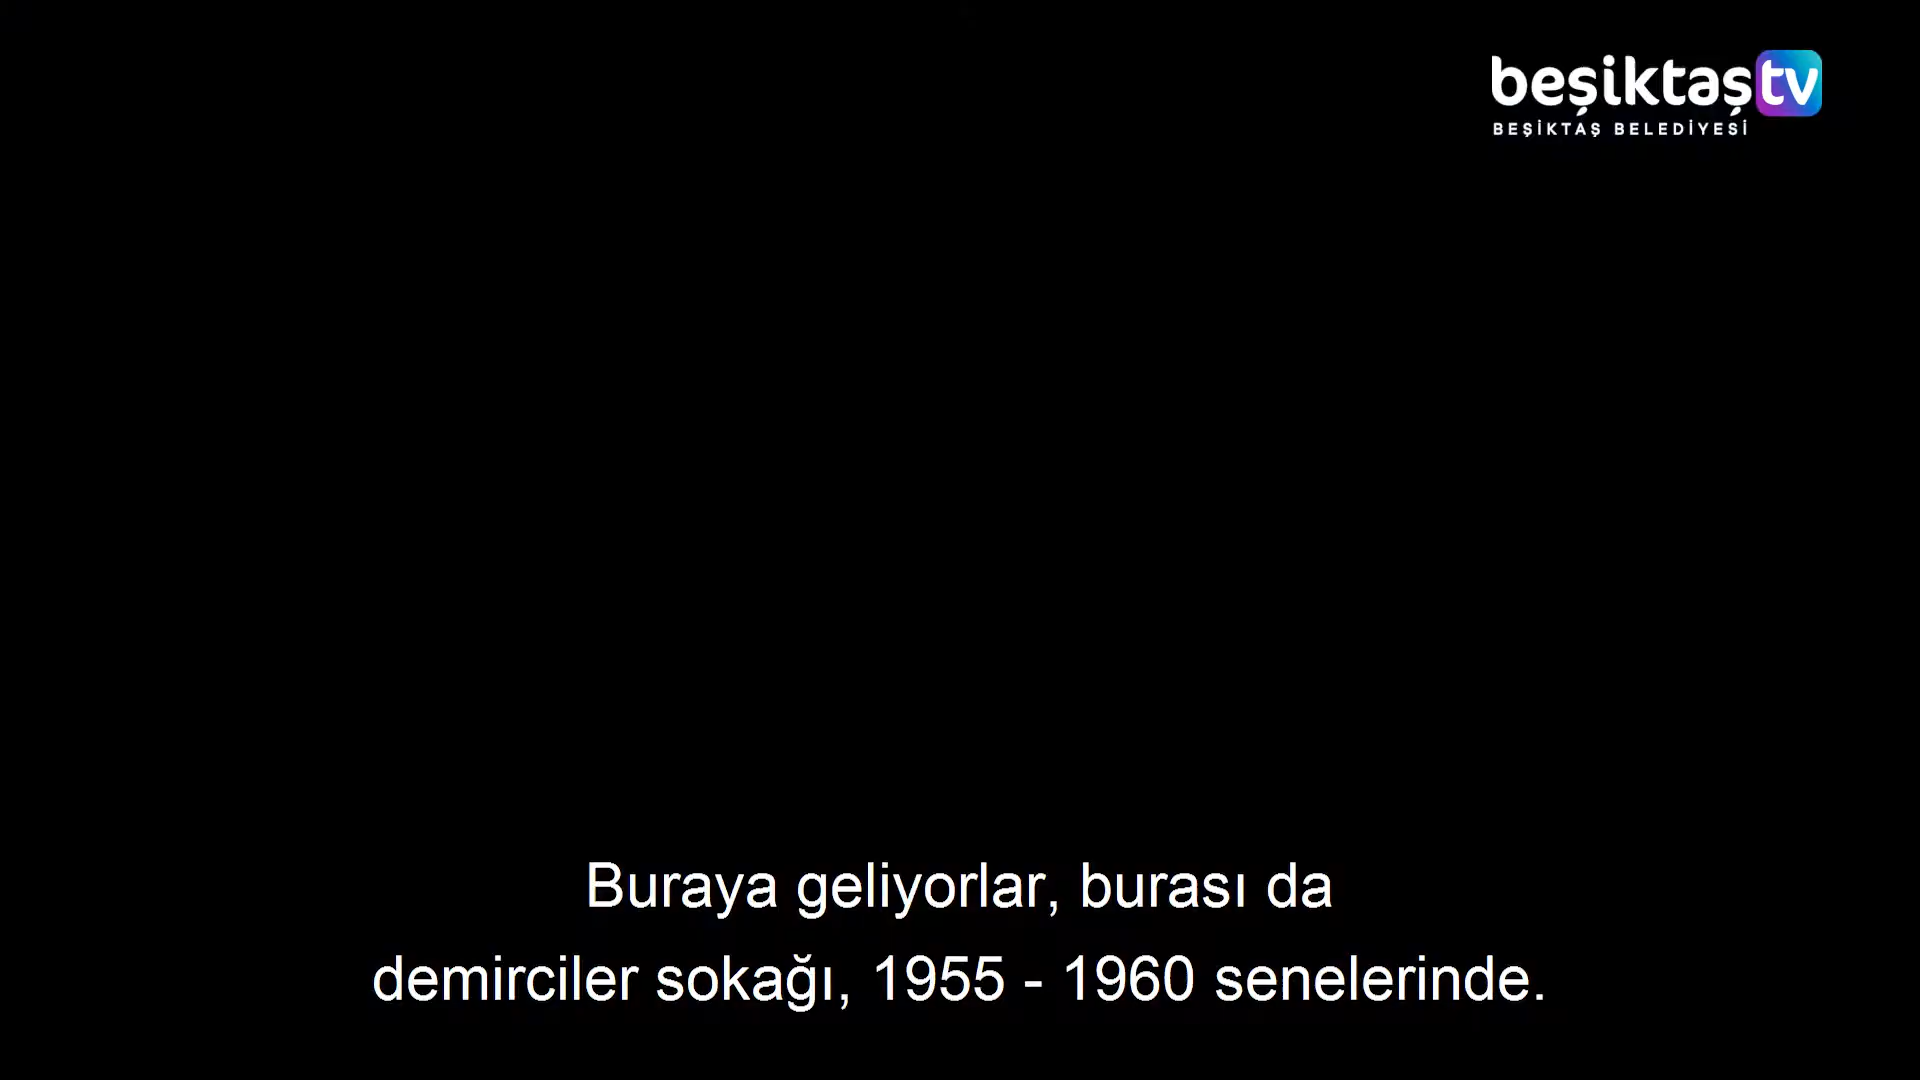 beşiktaştv
BEŞİKTAŞ BELEDİYESİ
Buraya geliyorlar, burası da
demirciler sokağı, 1955 - 1960 senelerinde.